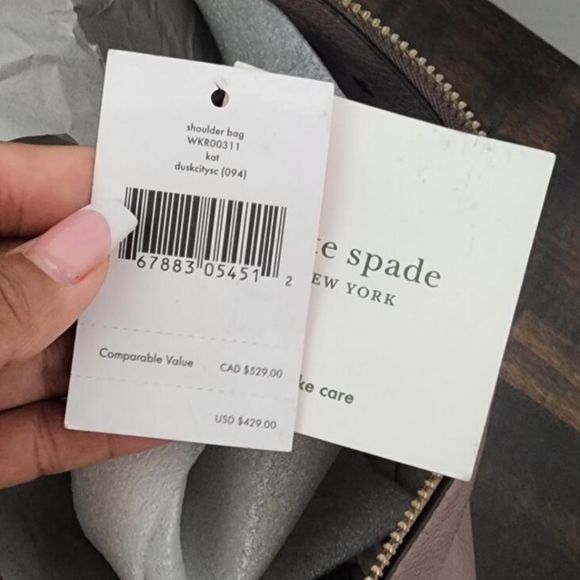 shoulder bag
WKR00311
kat
duskcitysc (094)
67883 05451 2
Comparable Value CAD $529.00
USD $429.00
te spade
EW YORK
ke care